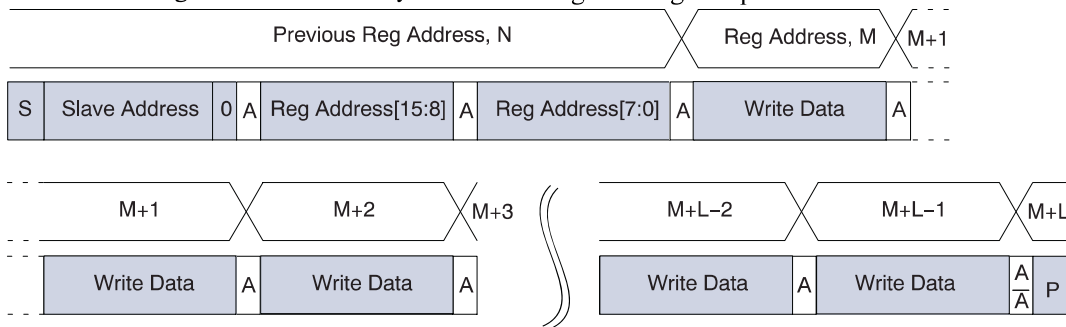 Previous Reg Address, N Reg Address, M M+1
S Slave Address 0 A Reg Address[15:8] A Reg Address[7:0] A Write Data A
M+1 M+2 M+3 M+L−2 M+L−1 M+L
Write Data A Write Data A Write Data A Write Data A/A̅ P